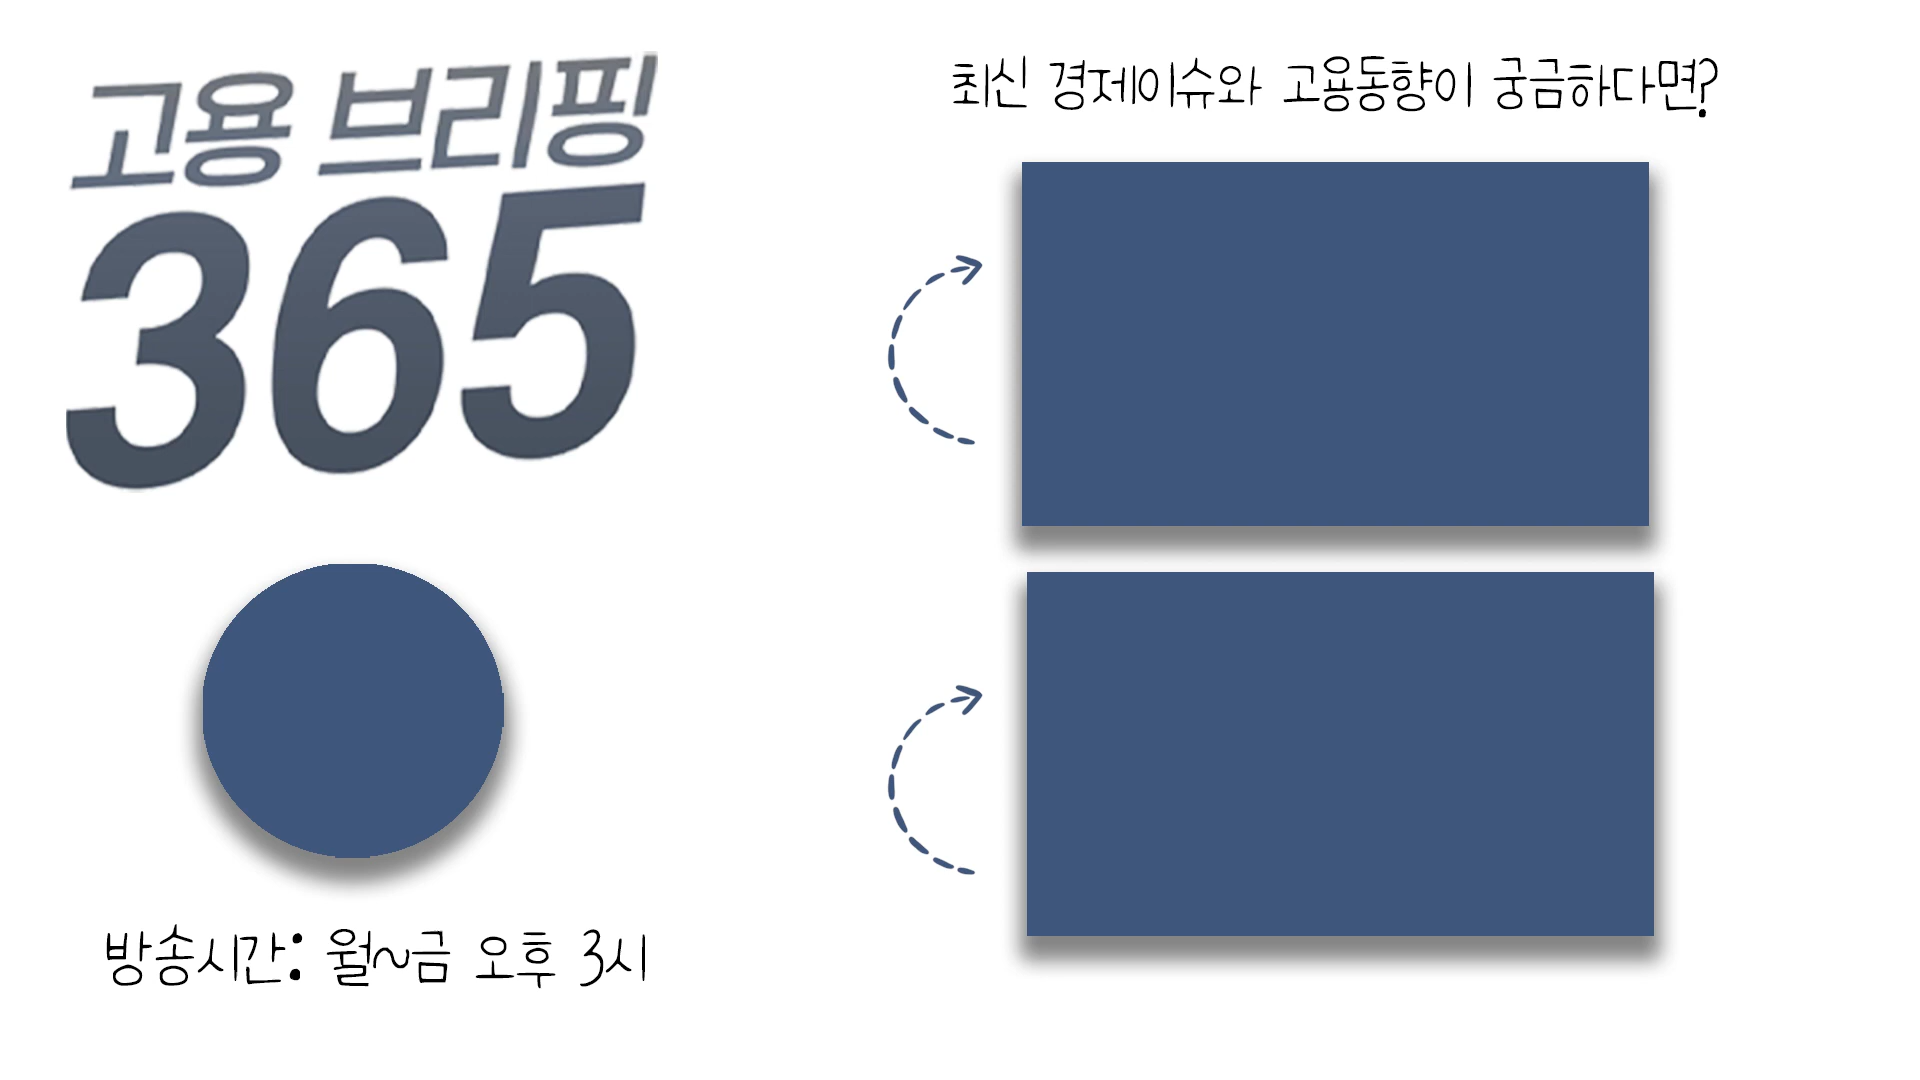 고용 브리핑
365
방송시간: 월~금 오후 3시
최신 경제이슈와 고용동향이 궁금하다면?